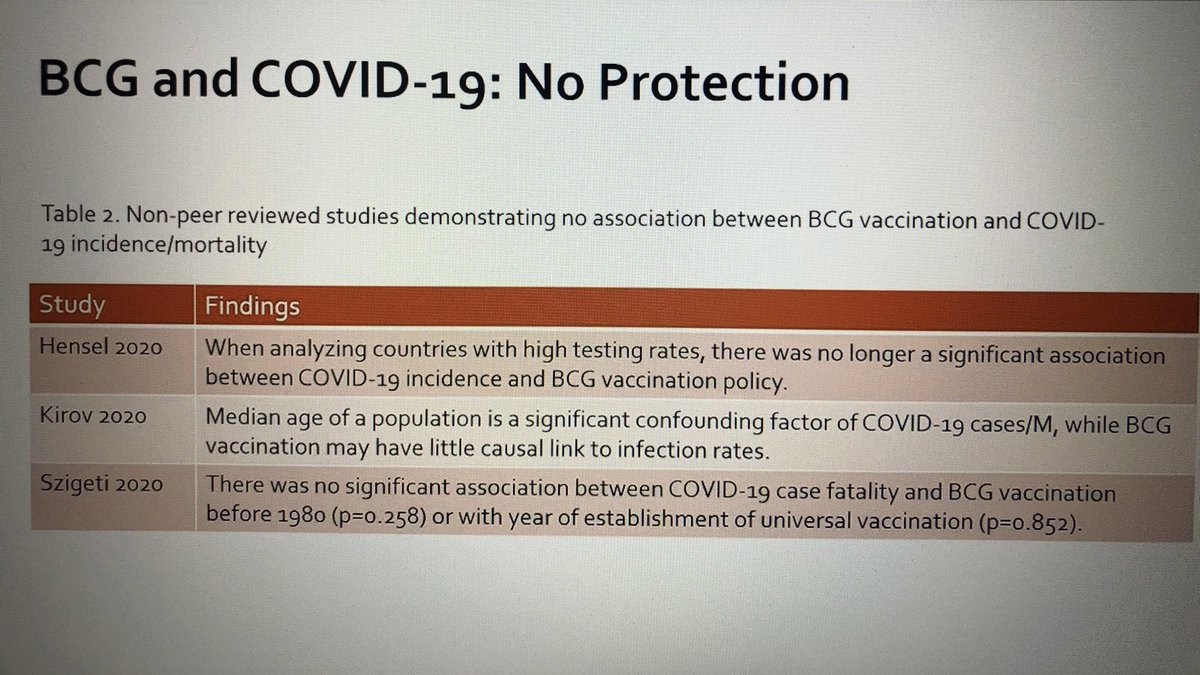 BCG and COVID-19: No Protection
Table 2. Non-peer reviewed studies demonstrating no association between BCG vaccination and COVID-
19 incidence/mortality
Study Findings
Hensel 2020 When analyzing countries with high testing rates, there was no longer a significant association
between COVID-19 incidence and BCG vaccination policy.
Kirov 2020 Median age of a population is a significant confounding factor of COVID-19 cases/M, while BCG
vaccination may have little causal link to infection rates.
Szigeti 2020 There was no significant association between COVID-19 case fatality and BCG vaccination
before 1980 (p=0.258) or with year of establishment of universal vaccination (p=0.852).